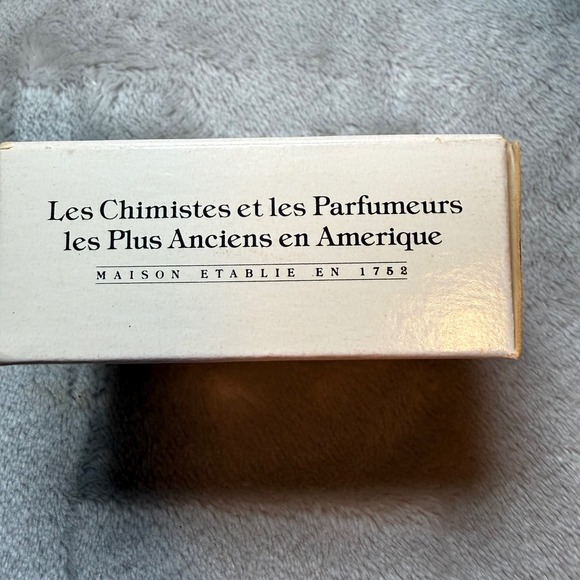 Les Chimistes et les Parfumeurs
les Plus Anciens en Amerique
MAISON ETABLIE EN 1752